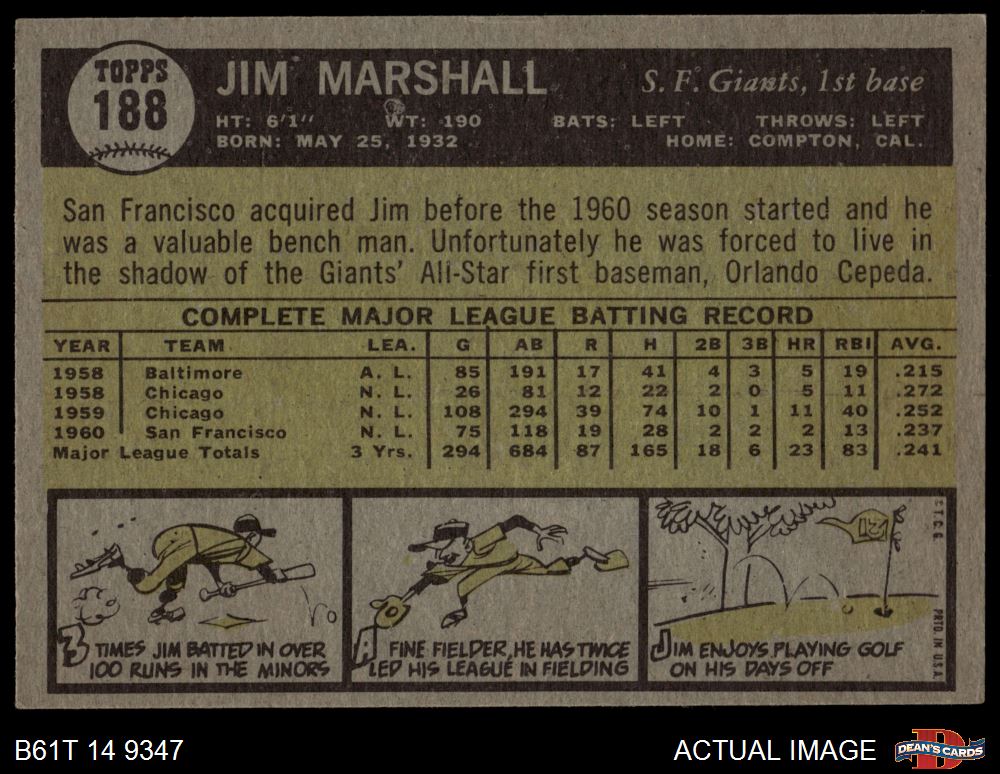 TOPPS
188
JIM MARSHALL
S. F. Giants, 1st base
HT: 6'1" WT: 190 BATS: LEFT THROWS: LEFT
BORN: MAY 25, 1932 HOME: COMPTON, CAL.
San Francisco acquired Jim before the 1960 season started and he
was a valuable bench man. Unfortunately he was forced to live in
the shadow of the Giants' All-Star first baseman, Orlando Cepeda.
COMPLETE MAJOR LEAGUE BATTING RECORD
YEAR TEAM LEA. G AB R H 2B 3B HR RBI AVG.
1958 Baltimore A. L. 85 191 17 41 4 3 5 19 .215
1958 Chicago N. L. 26 81 12 22 2 0 5 11 .272
1959 Chicago N. L. 108 294 39 74 10 1 11 40 .252
1960 San Francisco N. L. 75 118 19 28 2 2 2 13 .237
Major League Totals 3 Yrs. 294 684 87 165 18 6 23 83 .241
3 TIMES JIM BATTED IN OVER
100 RUNS IN THE MINORS
A FINE FIELDER, HE HAS TWICE
LED HIS LEAGUE IN FIELDING
JIM ENJOYS PLAYING GOLF
ON HIS DAYS OFF
© T. C. G.
PRTD. IN U.S.A.
B61T 14 9347
ACTUAL IMAGE
DEAN'S CARDS